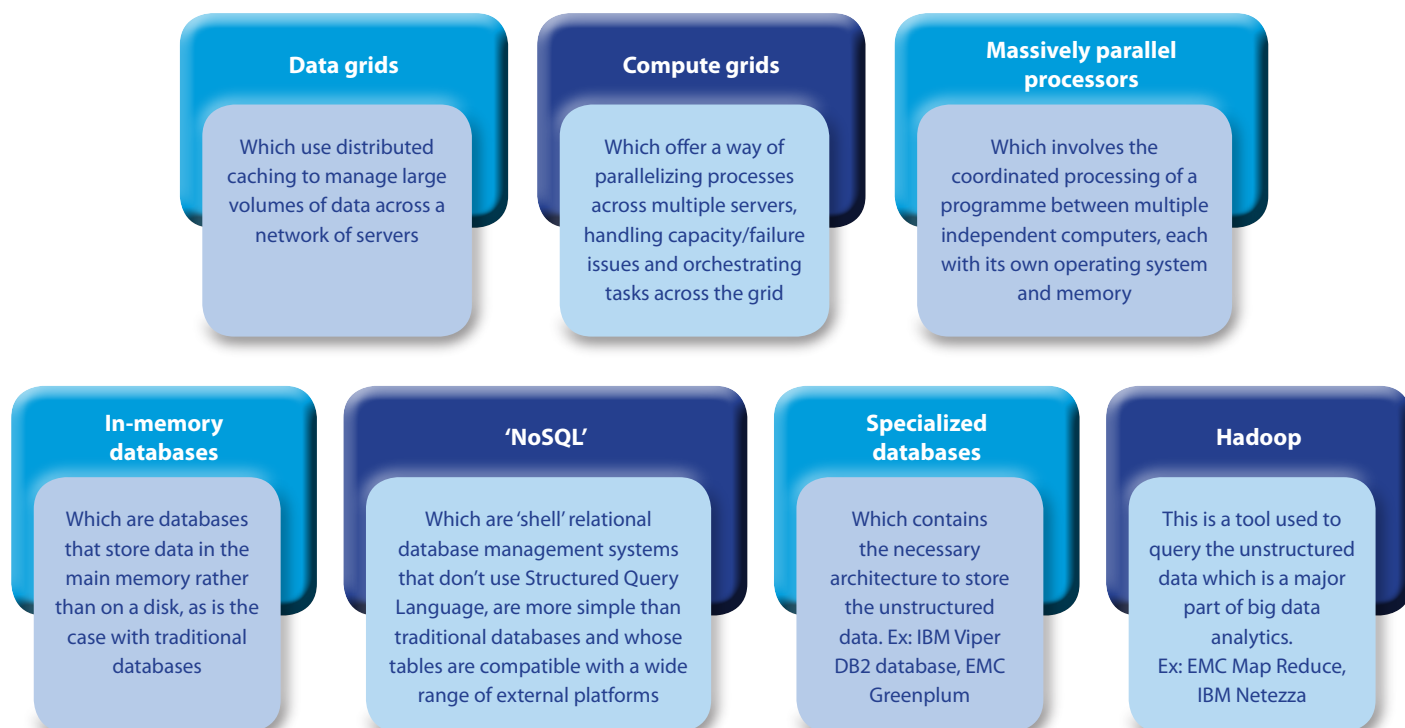 Data grids
Which use distributed
caching to manage large
volumes of data across a
network of servers
Compute grids
Which offer a way of
parallelizing processes
across multiple servers,
handling capacity/failure
issues and orchestrating
tasks across the grid
Massively parallel
processors
Which involves the
coordinated processing of a
programme between multiple
independent computers, each
with its own operating system
and memory
In-memory
databases
Which are databases
that store data in the
main memory rather
than on a disk, as is the
case with traditional
databases
‘NoSQL’
Which are ‘shell’ relational
database management systems
that don’t use Structured Query
Language, are more simple than
traditional databases and whose
tables are compatible with a wide
range of external platforms
Specialized
databases
Which contains
the necessary
architecture to store
the unstructured
data. Ex: IBM Viper
DB2 database, EMC
Greenplum
Hadoop
This is a tool used to
query the unstructured
data which is a major
part of big data
analytics.
Ex: EMC Map Reduce,
IBM Netezza